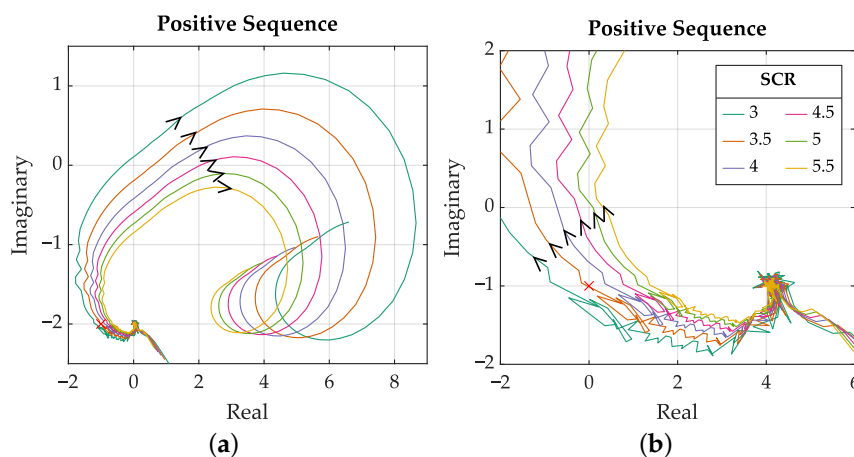 Positive Sequence
Imaginary
1
0
−1
−2
−2 0 2 4 6 8
Real
(a)
Positive Sequence
Imaginary
2
1
0
−1
−2
−2 0 2 4 6
Real
SCR
3 4.5
3.5 5
4 5.5
(b)